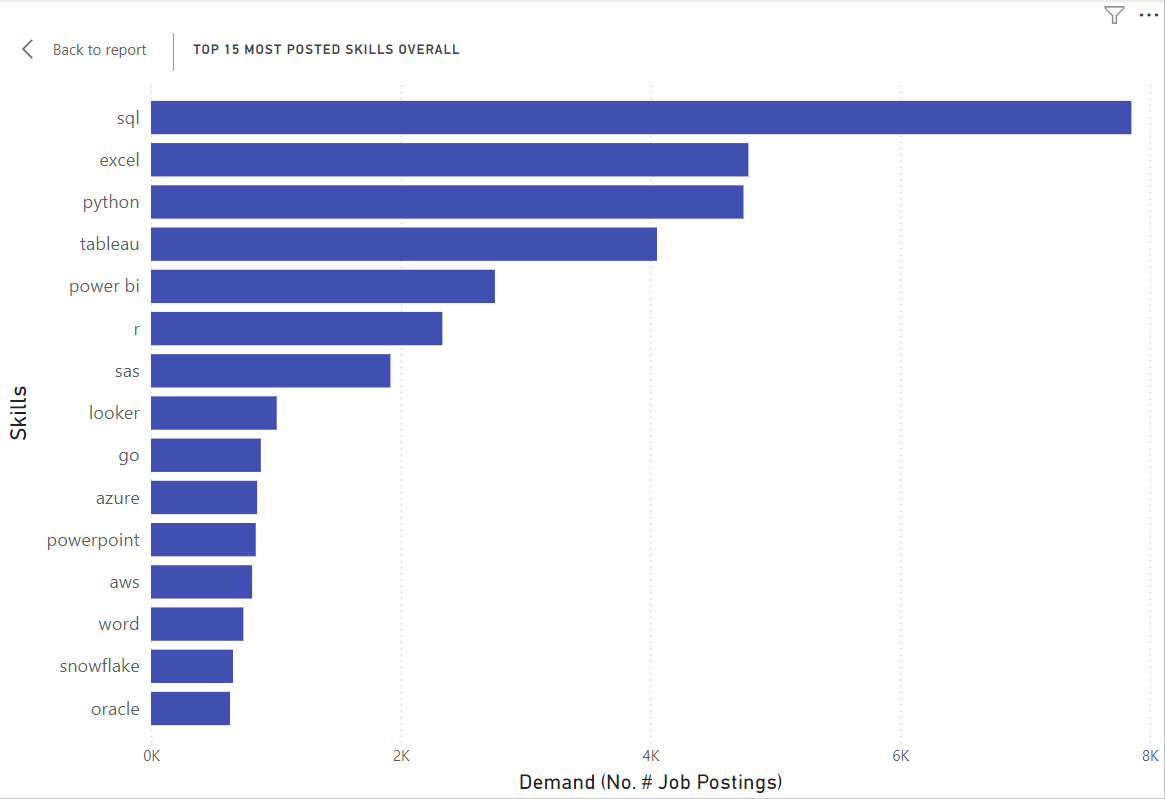 Back to report
TOP 15 MOST POSTED SKILLS OVERALL
Skills
sql
excel
python
tableau
power bi
r
sas
looker
go
azure
powerpoint
aws
word
snowflake
oracle
0K 2K 4K 6K 8K
Demand (No. # Job Postings)